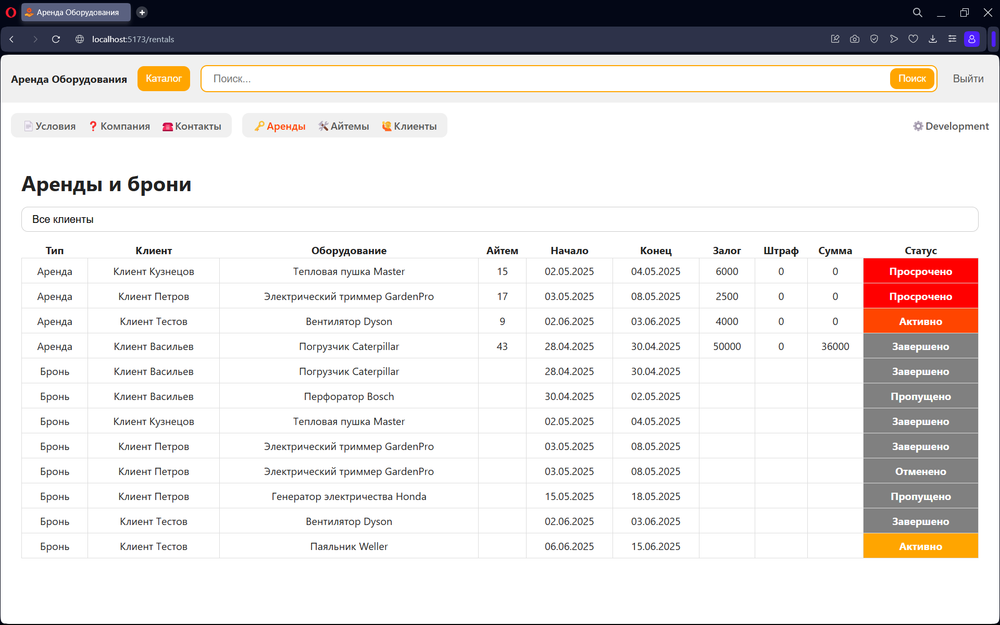 Аренда Оборудования
localhost:5173/rentals
Аренда Оборудования Каталог Поиск... Поиск Выйти
Условия Компания Контакты Аренды Айтемы Клиенты Development
Аренды и брони
Все клиенты
Тип Клиент Оборудование Айтем Начало Конец Залог Штраф Сумма Статус
Аренда Клиент Кузнецов Тепловая пушка Master 15 02.05.2025 04.05.2025 6000 0 0 Просрочено
Аренда Клиент Петров Электрический триммер GardenPro 17 03.05.2025 08.05.2025 2500 0 0 Просрочено
Аренда Клиент Тестов Вентилятор Dyson 9 02.06.2025 03.06.2025 4000 0 0 Активно
Аренда Клиент Васильев Погрузчик Caterpillar 43 28.04.2025 30.04.2025 50000 0 36000 Завершено
Бронь Клиент Васильев Погрузчик Caterpillar 28.04.2025 30.04.2025 Завершено
Бронь Клиент Васильев Перфоратор Bosch 30.04.2025 02.05.2025 Пропущено
Бронь Клиент Кузнецов Тепловая пушка Master 02.05.2025 04.05.2025 Завершено
Бронь Клиент Петров Электрический триммер GardenPro 03.05.2025 08.05.2025 Завершено
Бронь Клиент Петров Электрический триммер GardenPro 03.05.2025 08.05.2025 Отменено
Бронь Клиент Петров Генератор электричества Honda 15.05.2025 18.05.2025 Пропущено
Бронь Клиент Тестов Вентилятор Dyson 02.06.2025 03.06.2025 Завершено
Бронь Клиент Тестов Паяльник Weller 06.06.2025 15.06.2025 Активно